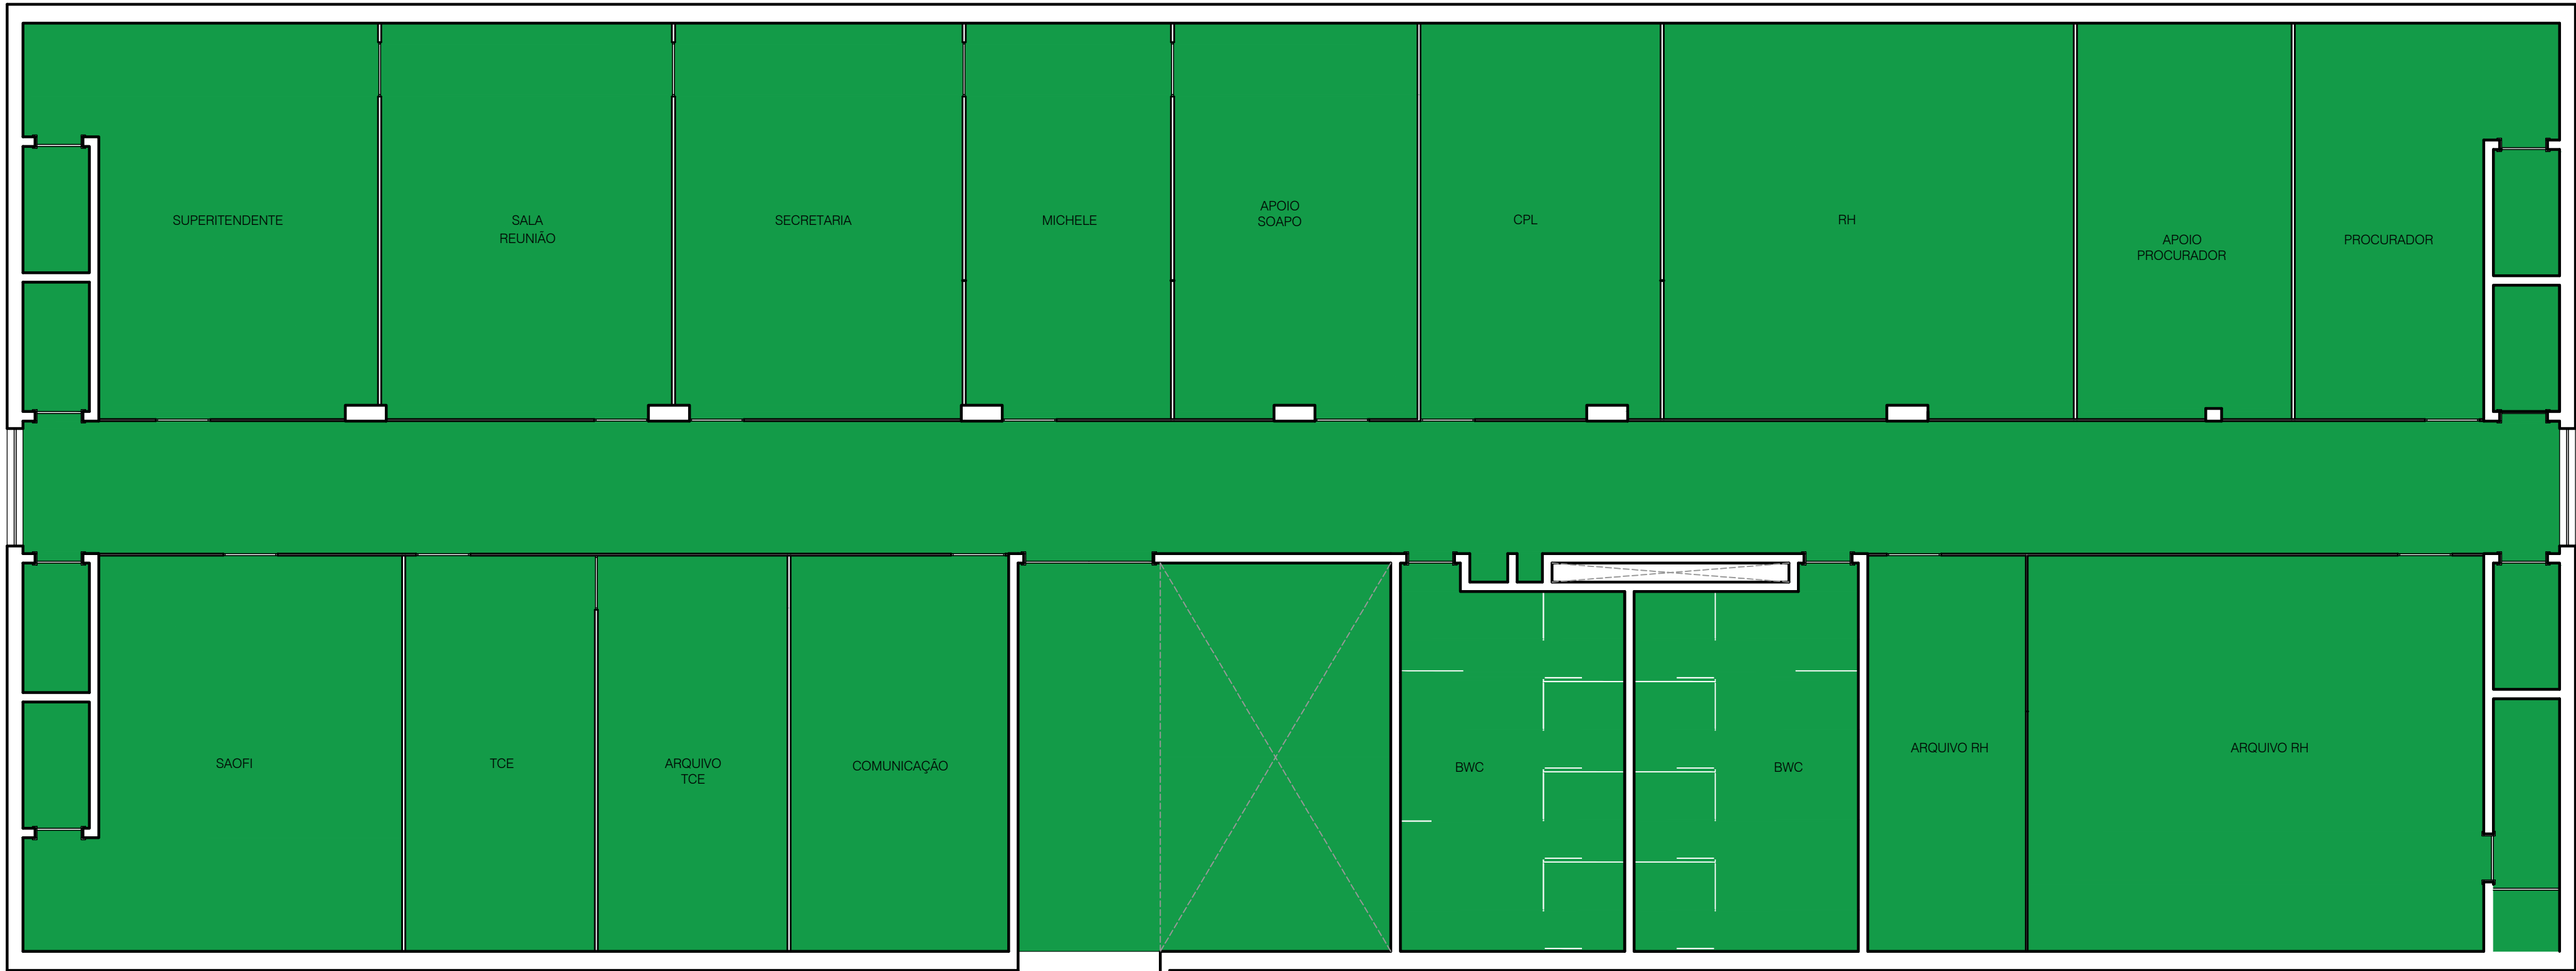 SUPERITENDENTE
SALA
REUNIÃO
SECRETARIA
MICHELE
APOIO
SOAPO
CPL
RH
APOIO
PROCURADOR
PROCURADOR
SAOFI
TCE
ARQUIVO
TCE
COMUNICAÇÃO
BWC
BWC
ARQUIVO RH
ARQUIVO RH